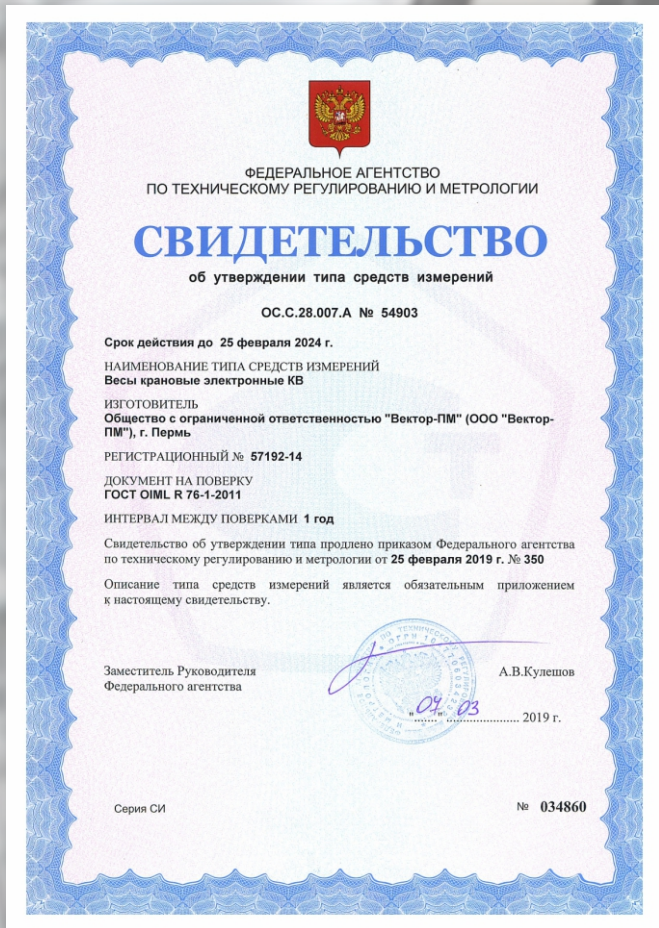 ФЕДЕРАЛЬНОЕ АГЕНТСТВО
ПО ТЕХНИЧЕСКОМУ РЕГУЛИРОВАНИЮ И МЕТРОЛОГИИ
СВИДЕТЕЛЬСТВО
об утверждении типа средств измерений
ОС.С.28.007.А № 54903
Срок действия до 25 февраля 2024 г.
НАИМЕНОВАНИЕ ТИПА СРЕДСТВ ИЗМЕРЕНИЙ
Весы крановые электронные КВ
ИЗГОТОВИТЕЛЬ
Общество с ограниченной ответственностью "Вектор-ПМ" (ООО "Вектор-
ПМ"), г. Пермь
РЕГИСТРАЦИОННЫЙ № 57192-14
ДОКУМЕНТ НА ПОВЕРКУ
ГОСТ OIML R 76-1-2011
ИНТЕРВАЛ МЕЖДУ ПОВЕРКАМИ 1 год
Свидетельство об утверждении типа продлено приказом Федерального агентства
по техническому регулированию и метрологии от 25 февраля 2019 г. № 350
Описание типа средств измерений является обязательным приложением
к настоящему свидетельству.
Заместитель Руководителя
Федерального агентства
А.В.Кулешов
"07" 03 2019 г.
Серия СИ
№ 034860